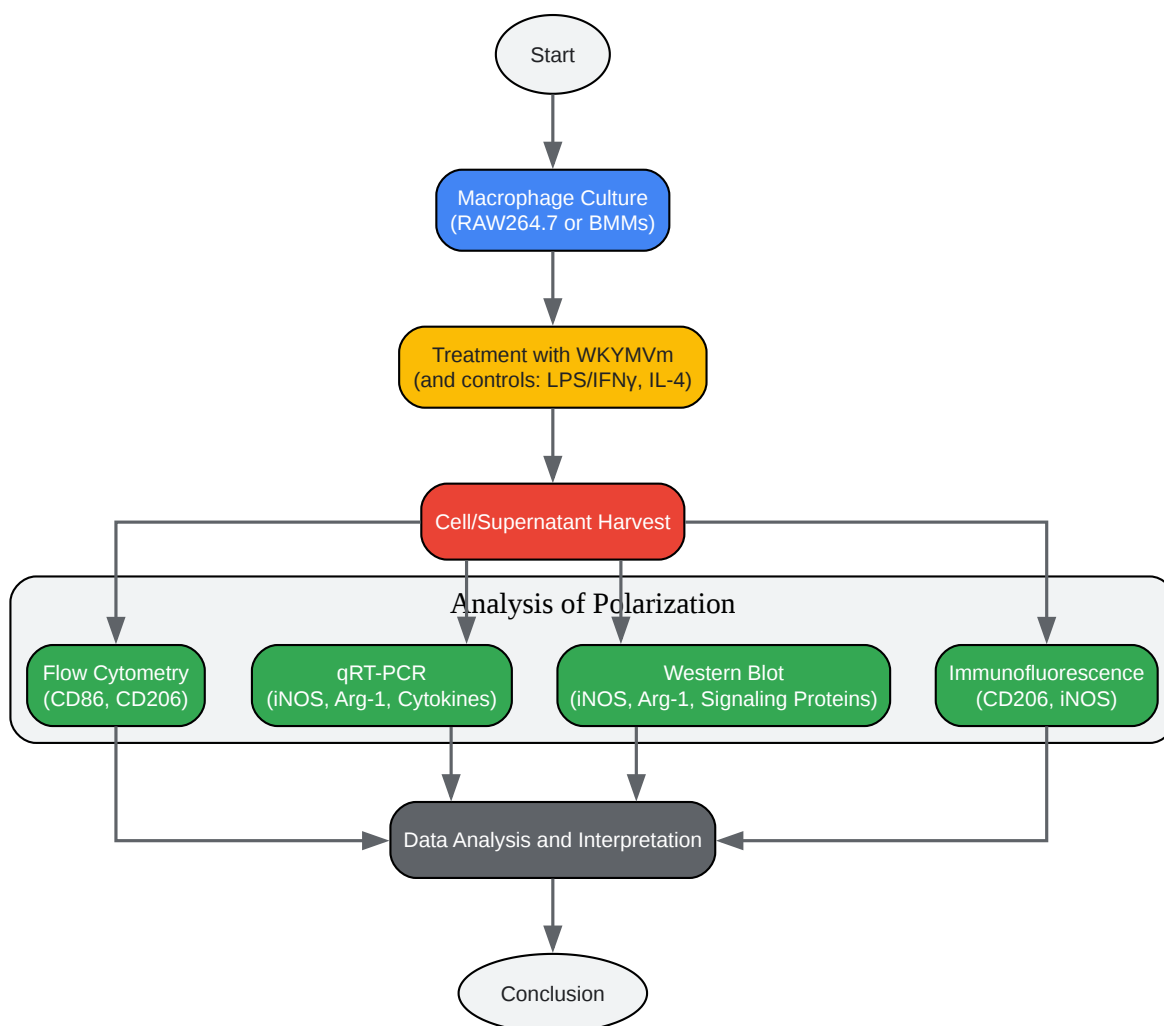 Start
Macrophage Culture
(RAW264.7 or BMMs)
Treatment with WKYMVm
(and controls: LPS/IFNγ, IL-4)
Cell/Supernatant Harvest
Analysis of Polarization
Flow Cytometry
(CD86, CD206)
qRT-PCR
(iNOS, Arg-1, Cytokines)
Western Blot
(iNOS, Arg-1, Signaling Proteins)
Immunofluorescence
(CD206, iNOS)
Data Analysis and Interpretation
Conclusion